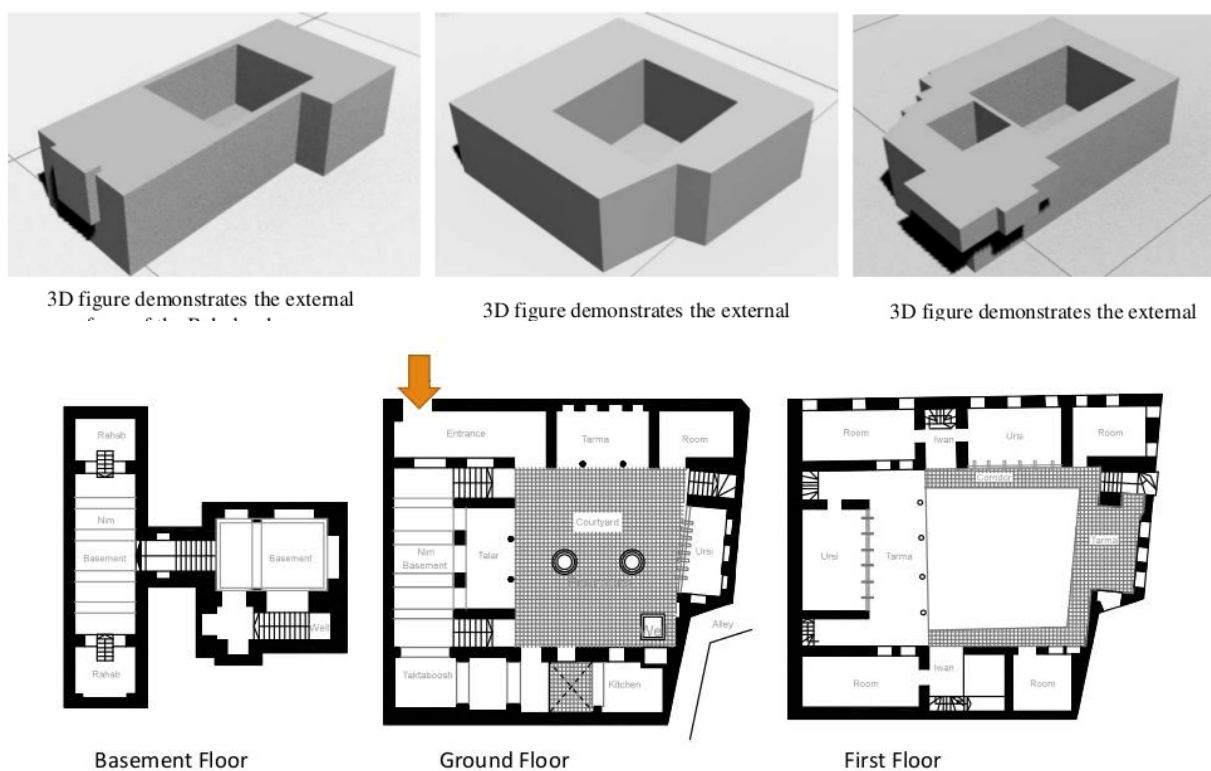 3D figure demonstrates the external
3D figure demonstrates the external
3D figure demonstrates the external
Rahab
Nim
Basement
Basement
Well
Rahab
Entrance
Tarma
Room
Courtyard
Talar
Nim
Basement
Ursi
We
Alley
Taktaboosh
Kitchen
Room
Iwan
Ursi
Room
Corridor
Ursi
Tarma
Tarma
Iwan
Room
Room
Basement Floor
Ground Floor
First Floor